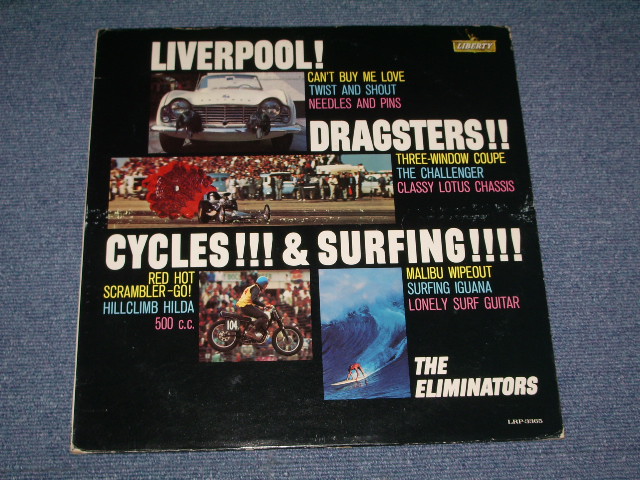 LIBERTY
LIVERPOOL!
CAN'T BUY ME LOVE
TWIST AND SHOUT
NEEDLES AND PINS
DRAGSTERS!!
THREE-WINDOW COUPE
THE CHALLENGER
CLASSY LOTUS CHASSIS
CYCLES!!! & SURFING!!!!
RED HOT
SCRAMBLER-GO!
HILLCLIMB HILDA
500 c.c.
104
MALIBU WIPEOUT
SURFING IGUANA
LONELY SURF GUITAR
THE
ELIMINATORS
LRP-3365